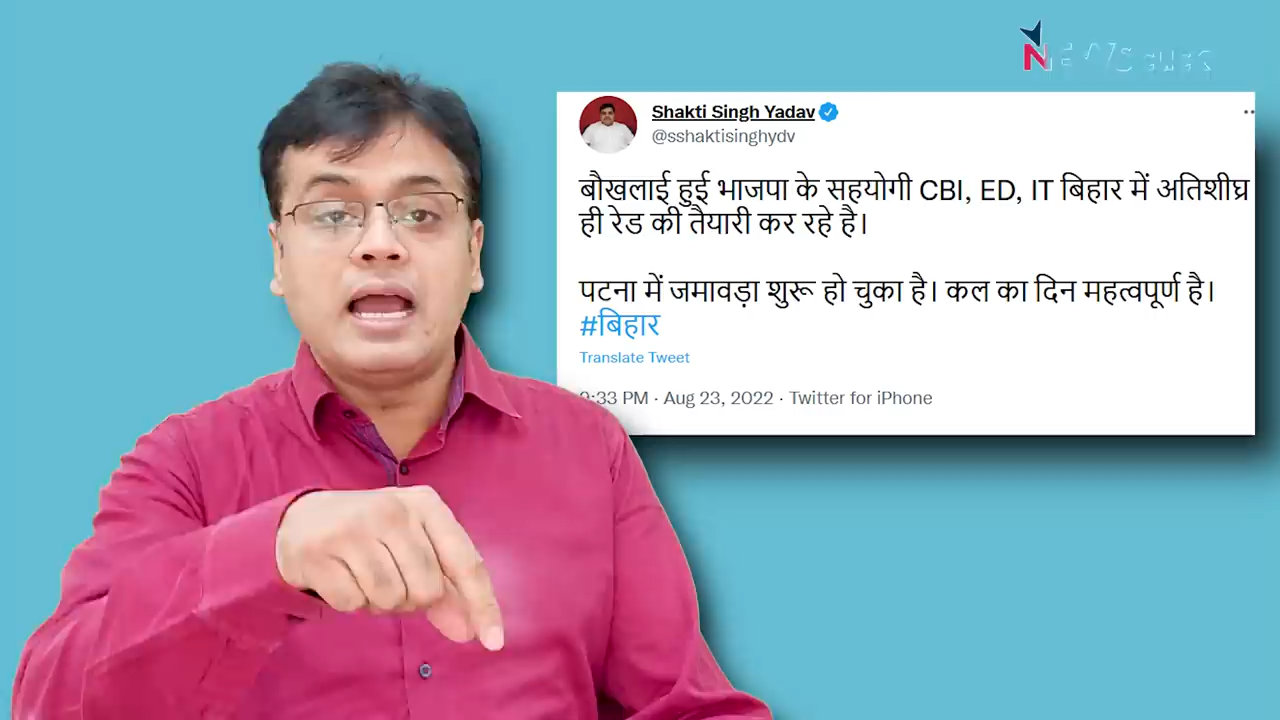 Shakti Singh Yadav
@sshaktisinghydv
बौखलाई हुई भाजपा के सहयोगी CBI, ED, IT बिहार में अतिशीघ्र
ही रेड की तैयारी कर रहे है।
पटना में जमावड़ा शुरू हो चुका है। कल का दिन महत्वपूर्ण है।
#बिहार
Translate Tweet
:33 PM · Aug 23, 2022 · Twitter for iPhone